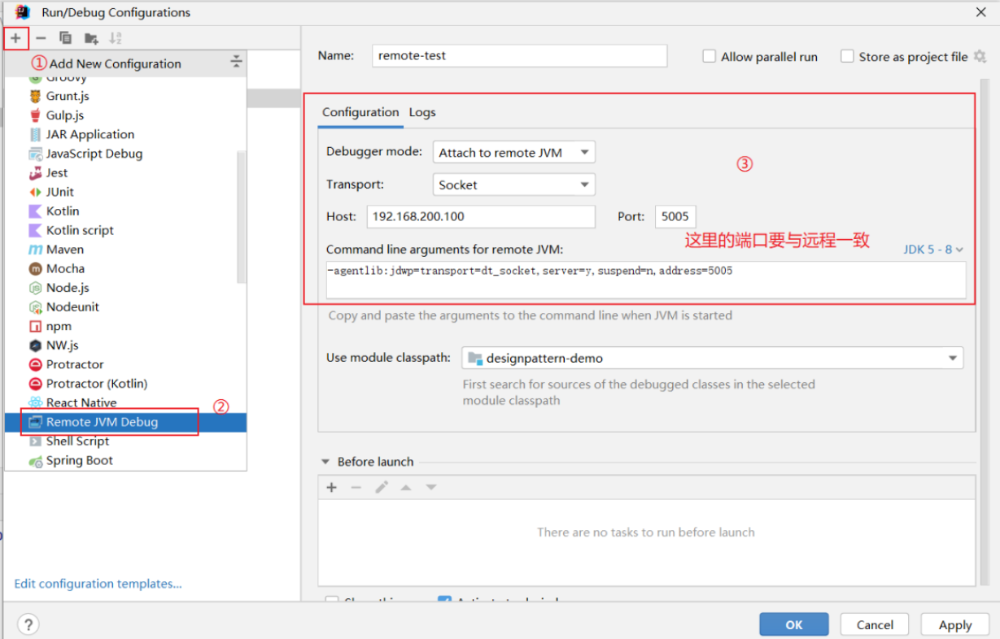 Run/Debug Configurations
① Add New Configuration
Groovy
Grunt.js
Gulp.js
JAR Application
JavaScript Debug
Jest
JUnit
Kotlin
Kotlin script
Maven
Mocha
Node.js
Nodeunit
npm
NW.js
Protractor
Protractor (Kotlin)
React Native
②
Remote JVM Debug
Shell Script
Spring Boot
Edit configuration templates...
Name: remote-test
Allow parallel run
Store as project file
Configuration Logs
Debugger mode: Attach to remote JVM
③
Transport: Socket
Host: 192.168.200.100 Port: 5005
这里的端口要与远程一致
Command line arguments for remote JVM: JDK 5 - 8
-agentlib:jdwp=transport=dt_socket,server=y,suspend=n,address=5005
Copy and paste the arguments to the command line when JVM is started
Use module classpath: designpattern-demo
First search for sources of the debugged classes in the selected
module classpath
Before launch
There are no tasks to run before launch
? OK Cancel Apply